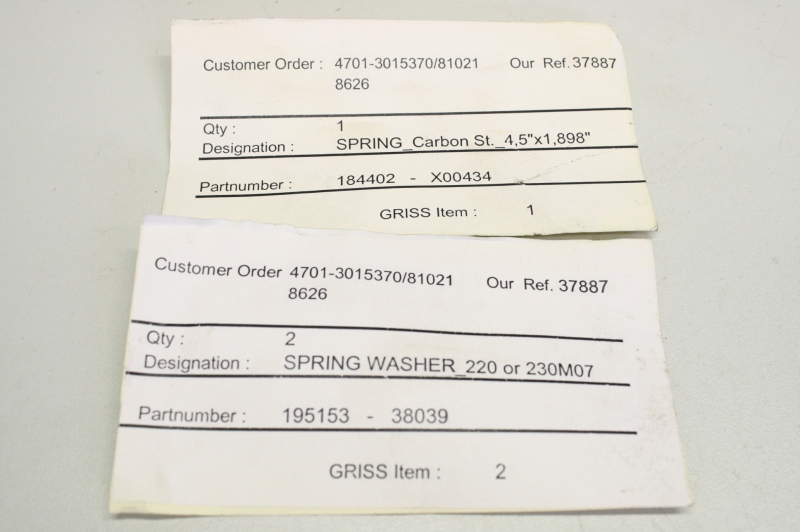 Customer Order : 4701-3015370/81021 Our Ref. 37887
8626
Qty : 1
Designation : SPRING_Carbon St._4,5"x1,898"
Partnumber : 184402 - X00434
GRISS Item : 1
Customer Order 4701-3015370/81021 Our Ref. 37887
8626
Qty : 2
Designation : SPRING WASHER_220 or 230M07
Partnumber : 195153 - 38039
GRISS Item : 2